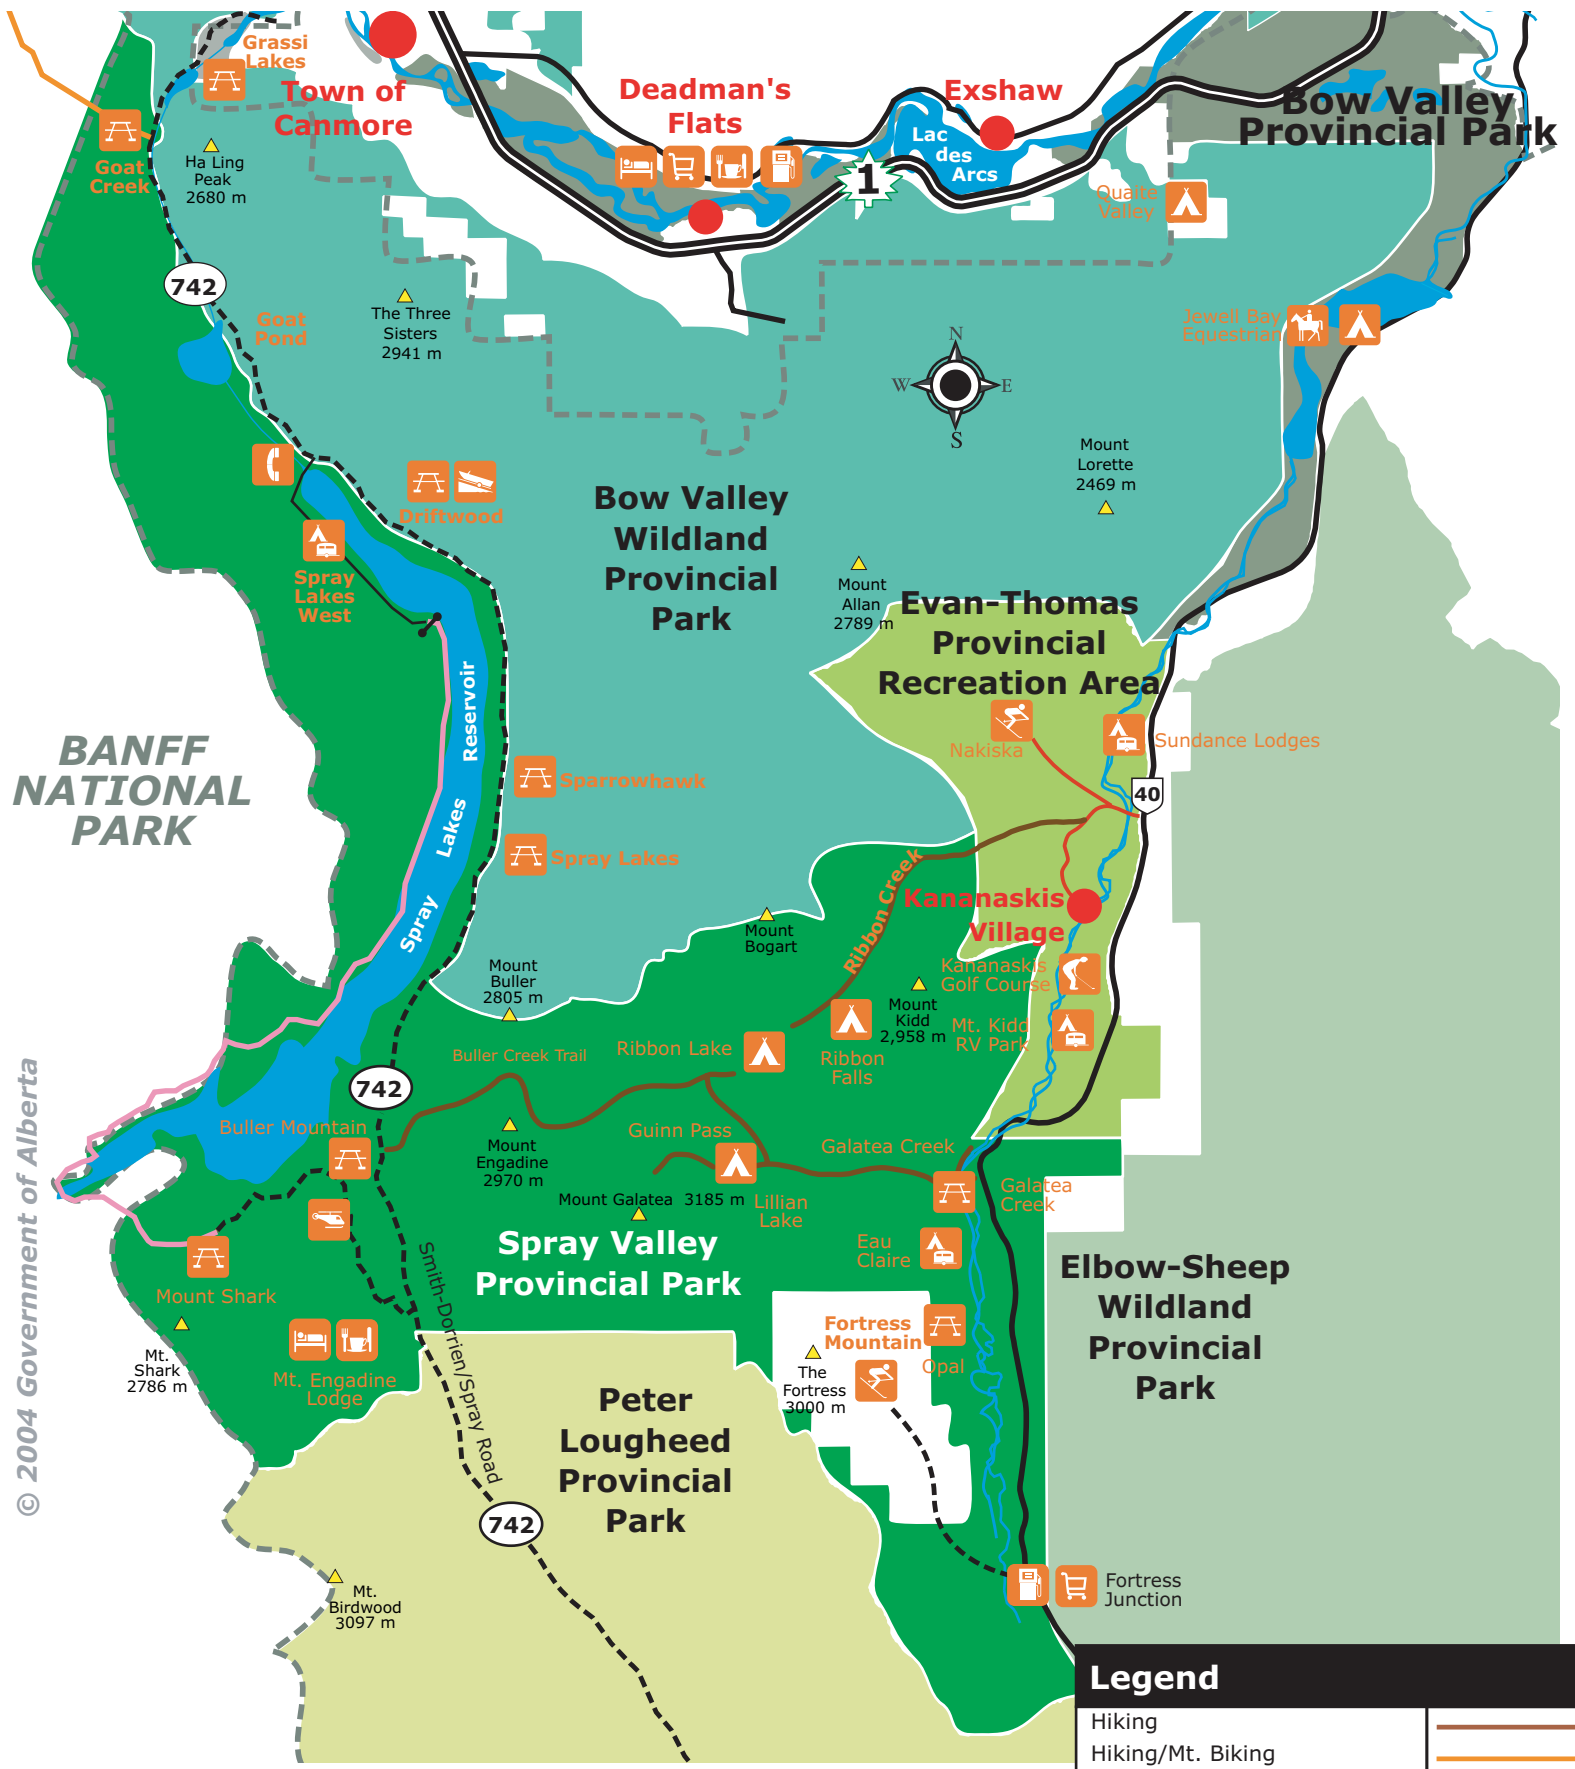 Grassi
Lakes
Town of
Canmore
Deadman's
Flats
Exshaw
Bow Valley
Provincial Park
Lac
des
Arcs
1
Goat
Creek
Ha Ling
Peak
2680 m
Quaite
Valley
742
The Three
Sisters
2941 m
Goat
Pond
Jewell Bay
Equestrian
N
W
E
S
Mount
Lorette
2469 m
Driftwood
Bow Valley
Wildland
Provincial
Park
Spray
Lakes
West
Mount
Allan
2789 m
Evan-Thomas
Provincial
Recreation Area
Nakiska
Sundance Lodges
40
BANFF
NATIONAL
PARK
Spray Lakes Reservoir
Sparrowhawk
Spray Lakes
Ribbon Creek
Kananaskis
Village
Mount
Bogart
Mount
Buller
2805 m
Kananaskis
Golf Course
Mount
Kidd
2,958 m
Mt. Kidd
RV Park
Ribbon
Falls
Ribbon Lake
Buller Creek Trail
742
Buller Mountain
Mount
Engadine
2970 m
Guinn Pass
Galatea Creek
Galatea
Creek
Mount Galatea 3185 m
Lillian
Lake
Eau
Claire
Spray Valley
Provincial Park
Elbow-Sheep
Wildland
Provincial
Park
Mount Shark
Mt.
Shark
2786 m
Mt. Engadine
Lodge
Smith-Dorrien/Spray Road
Fortress
Mountain
Opal
The
Fortress
3000 m
Peter
Lougheed
Provincial
Park
742
Mt.
Birdwood
3097 m
Fortress
Junction
© 2004 Government of Alberta
Legend
Hiking
Hiking/Mt. Biking